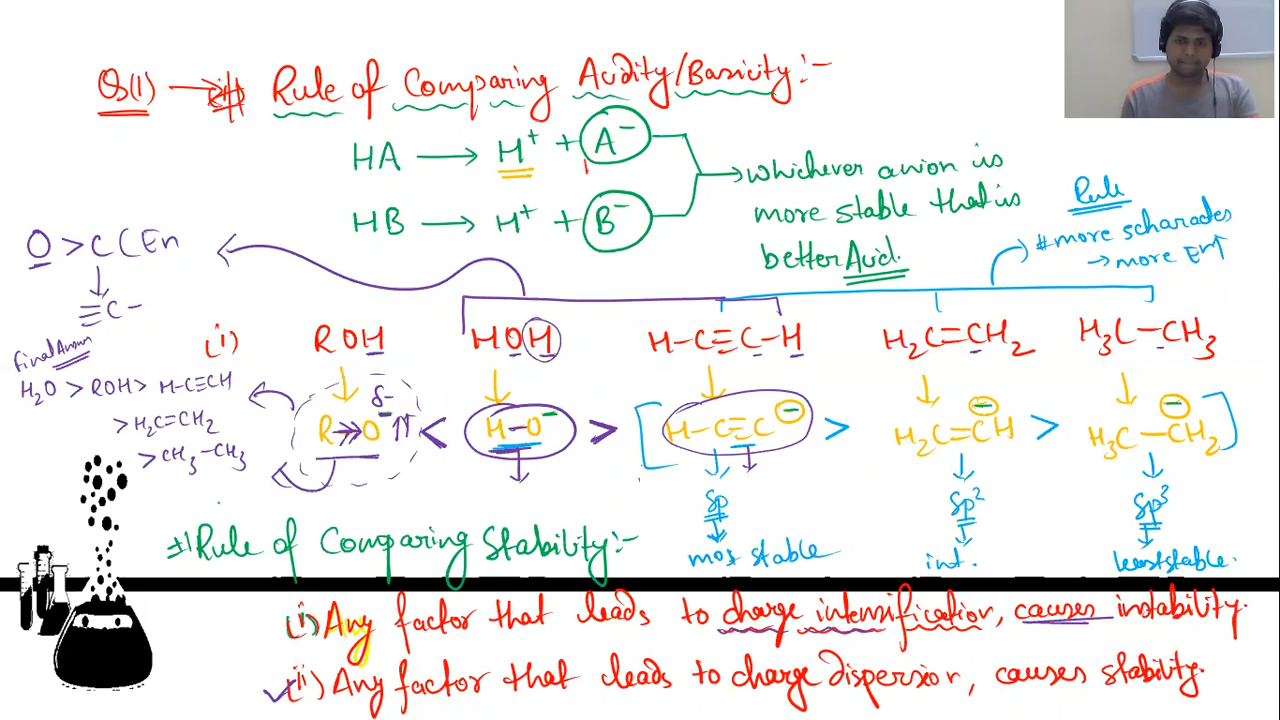 Q(1) → # Rule of Comparing Acidity/Basicity:-
HA → H⁺ + A⁻
HB → H⁺ + B⁻
whichever anion is
more stable that is
better Acid.
Rule
# more s character
→ more En↑
O > C (En
≡C-
(i) ROH HOH H-C≡C-H H₂C=CH₂ H₃C-CH₃
Final Answer
H₂O > ROH > H-C≡CH
> H₂C=CH₂
> CH₃-CH₃
δ-
R→O⁻ ↑↑ < H-O⁻ > [H-C≡C⁻ > H₂C=CH⁻ > H₃C-CH₂⁻]
Sp Sp² Sp³
most stable int. least stable.
# Rule of Comparing Stability:-
(i) Any factor that leads to charge intensification, causes instability.
(ii) Any factor that leads to charge dispersion, causes stability.